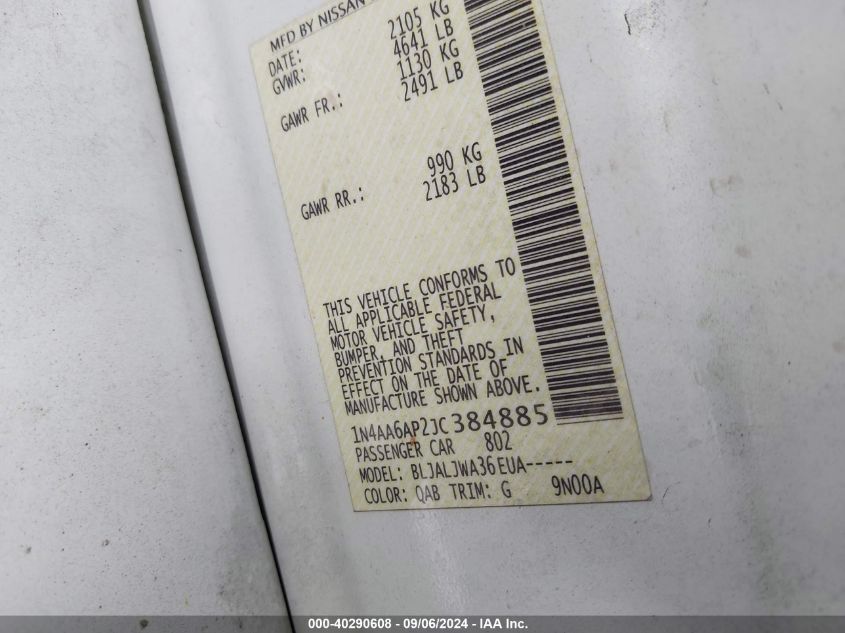 MFD BY NISSAN
DATE:
GVWR: 2105 KG
4641 LB
GAWR FR.: 1130 KG
2491 LB
GAWR RR.: 990 KG
2183 LB
THIS VEHICLE CONFORMS TO
ALL APPLICABLE FEDERAL
MOTOR VEHICLE SAFETY,
BUMPER, AND THEFT
PREVENTION STANDARDS IN
EFFECT ON THE DATE OF
MANUFACTURE SHOWN ABOVE.
1N4AA6AP2JC384885
PASSENGER CAR 802
MODEL: BLJALJWA36EUA-----
COLOR: QAB TRIM: G 9N00A
000-40290608 - 09/06/2024 - IAA Inc.